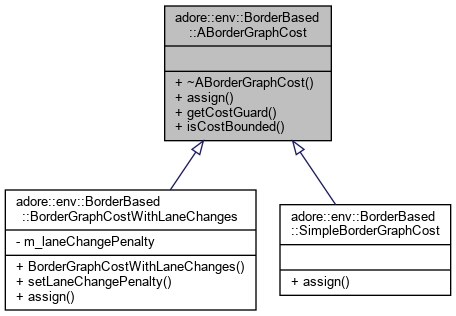 adore::env::BorderBased
::ABorderGraphCost
+ ~ABorderGraphCost()
+ assign()
+ getCostGuard()
+ isCostBounded()
adore::env::BorderBased
::BorderGraphCostWithLaneChanges
- m_laneChangePenalty
+ BorderGraphCostWithLaneChanges()
+ setLaneChangePenalty()
+ assign()
adore::env::BorderBased
::SimpleBorderGraphCost
+ assign()